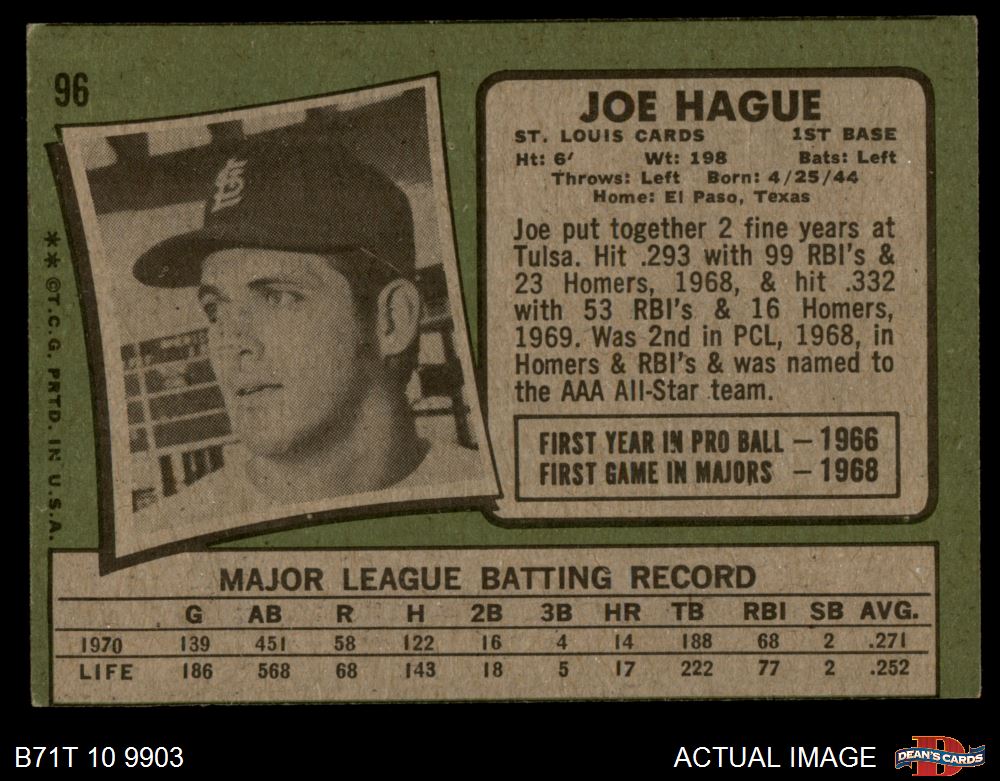 96
JOE HAGUE
ST. LOUIS CARDS 1ST BASE
Ht: 6' Wt: 198 Bats: Left
Throws: Left Born: 4/25/44
Home: El Paso, Texas
Joe put together 2 fine years at
Tulsa. Hit .293 with 99 RBI's &
23 Homers, 1968, & hit .332
with 53 RBI's & 16 Homers,
1969. Was 2nd in PCL, 1968, in
Homers & RBI's & was named to
the AAA All-Star team.
FIRST YEAR IN PRO BALL — 1966
FIRST GAME IN MAJORS — 1968
** ©T.C.G. PRTD. IN U.S.A.
MAJOR LEAGUE BATTING RECORD
G AB R H 2B 3B HR TB RBI SB AVG.
1970 139 451 58 122 16 4 14 188 68 2 .271
LIFE 186 568 68 143 18 5 17 222 77 2 .252
B71T 10 9903
ACTUAL IMAGE
DEAN'S CARDS